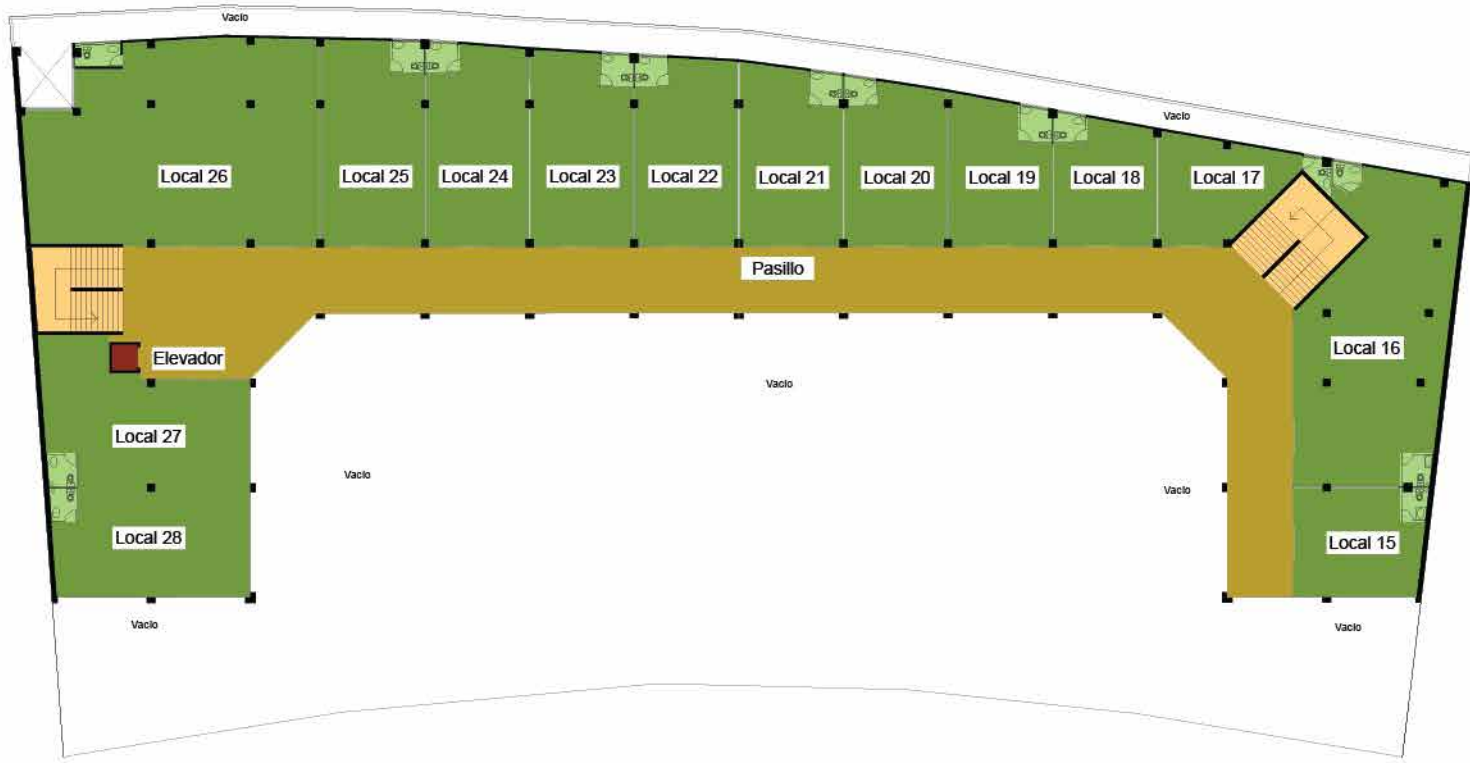 Vacio
Vacio
Local 26
Local 25
Local 24
Local 23
Local 22
Local 21
Local 20
Local 19
Local 18
Local 17
Pasillo
Elevador
Local 16
Vacio
Local 27
Vacio
Vacio
Local 28
Local 15
Vacio
Vacio